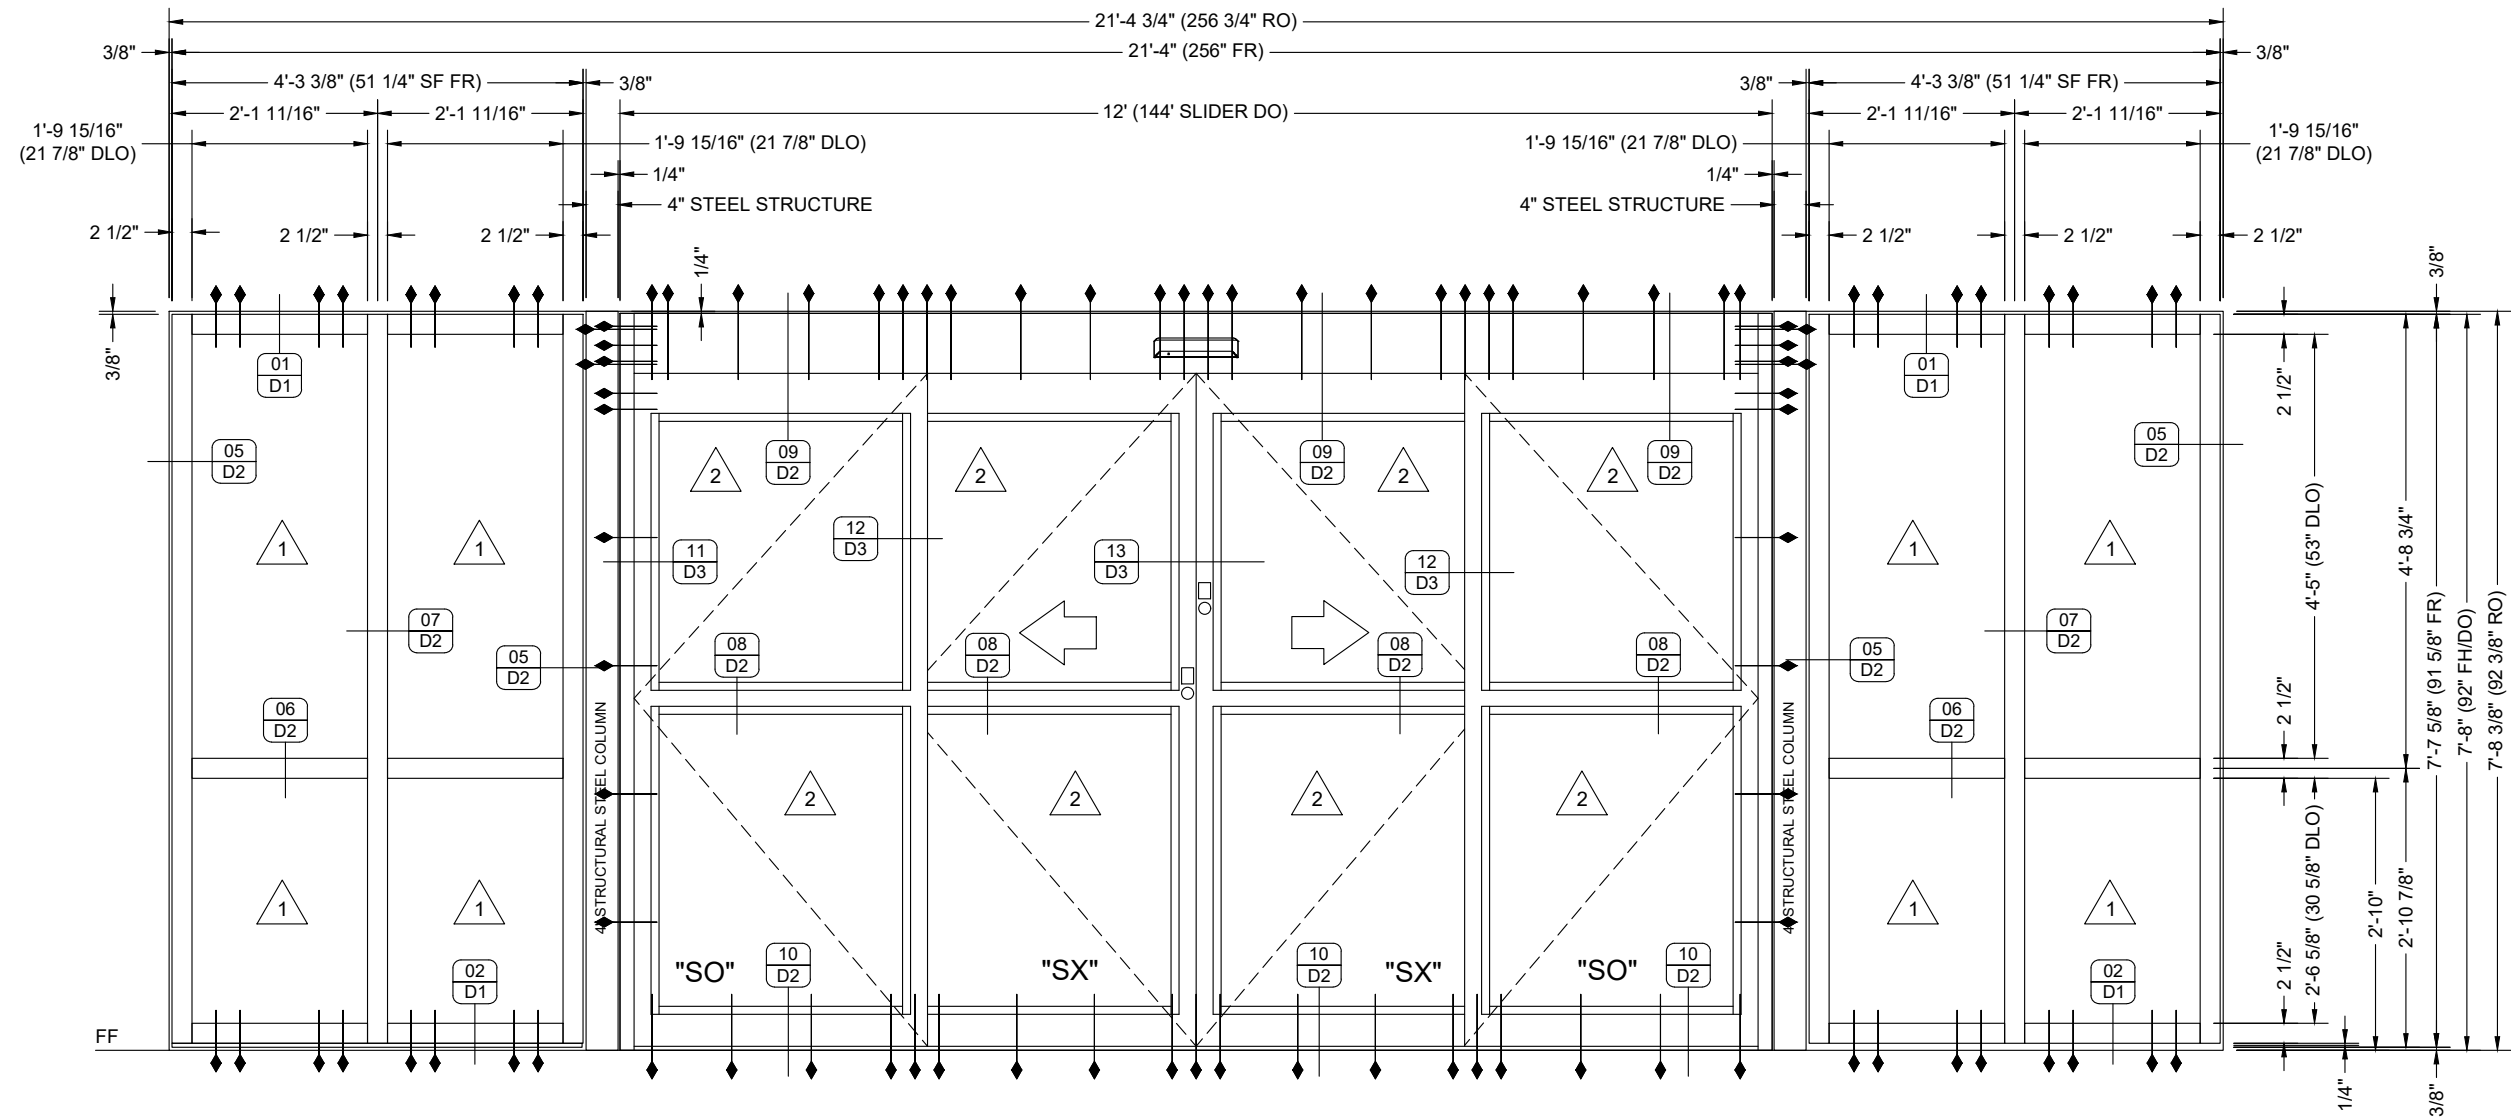 21'-4 3/4" (256 3/4" RO)
3/8"
21'-4" (256" FR)
3/8"
4'-3 3/8" (51 1/4" SF FR)
3/8"
3/8"
4'-3 3/8" (51 1/4" SF FR)
2'-1 11/16"
2'-1 11/16"
12' (144' SLIDER DO)
2'-1 11/16"
2'-1 11/16"
1'-9 15/16"
(21 7/8" DLO)
1'-9 15/16" (21 7/8" DLO)
1'-9 15/16" (21 7/8" DLO)
1'-9 15/16"
(21 7/8" DLO)
1/4"
1/4"
4" STEEL STRUCTURE
4" STEEL STRUCTURE
2 1/2"
2 1/2"
2 1/2"
2 1/2"
2 1/2"
2 1/2"
1/4"
3/8"
3/8"
01
D1
01
D1
2 1/2"
05
D2
2
09
D2
2
09
D2
2
2
09
D2
05
D2
1
1
11
D3
12
D3
13
D3
12
D3
1
1
4'-5" (53" DLO)
4'-8 3/4"
07
D2
05
D2
08
D2
08
D2
08
D2
08
D2
05
D2
07
D2
7'-7 5/8" (91 5/8" FR)
7'-8" (92" FH/DO)
7'-8 3/8" (92 3/8" RO)
06
D2
06
D2
2 1/2"
4" STRUCTURAL STEEL COLUMN
4" STRUCTURAL STEEL COLUMN
2
2
2
2
1
1
1
1
2'-6 5/8" (30 5/8" DLO)
2'-10"
2'-10 7/8"
"SO"
10
D2
"SX"
10
D2
"SX"
"SO"
10
D2
02
D1
02
D1
2 1/2"
FF
1/4"
3/8"